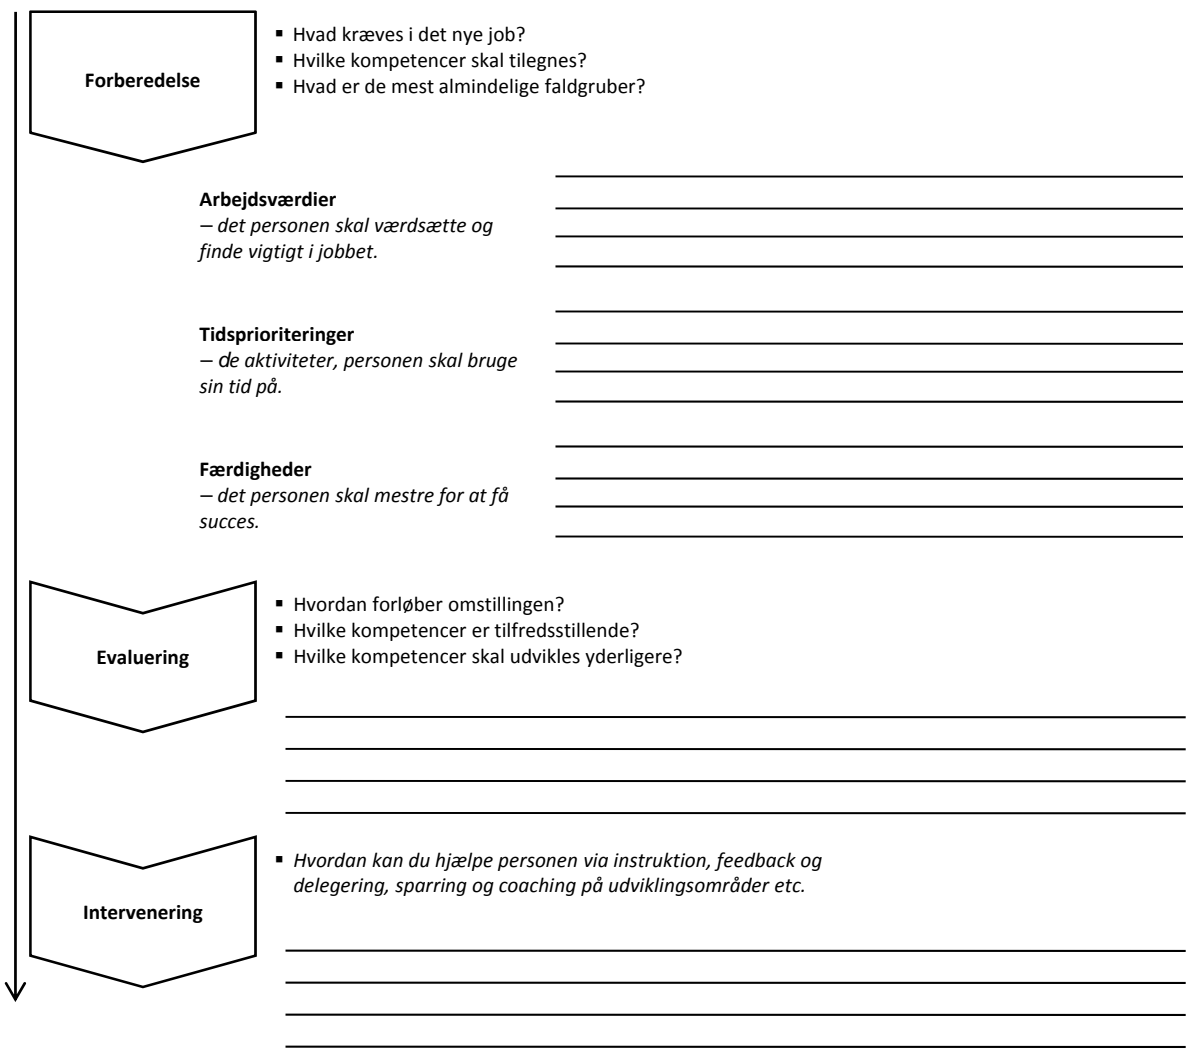 Forberedelse
▪ Hvad kræves i det nye job?
▪ Hvilke kompetencer skal tilegnes?
▪ Hvad er de mest almindelige faldgruber?
Arbejdsværdier
– det personen skal værdsætte og
finde vigtigt i jobbet.
Tidsprioriteringer
– de aktiviteter, personen skal bruge
sin tid på.
Færdigheder
– det personen skal mestre for at få
succes.
Evaluering
▪ Hvordan forløber omstillingen?
▪ Hvilke kompetencer er tilfredsstillende?
▪ Hvilke kompetencer skal udvikles yderligere?
Intervenering
▪ Hvordan kan du hjælpe personen via instruktion, feedback og
delegering, sparring og coaching på udviklingsområder etc.